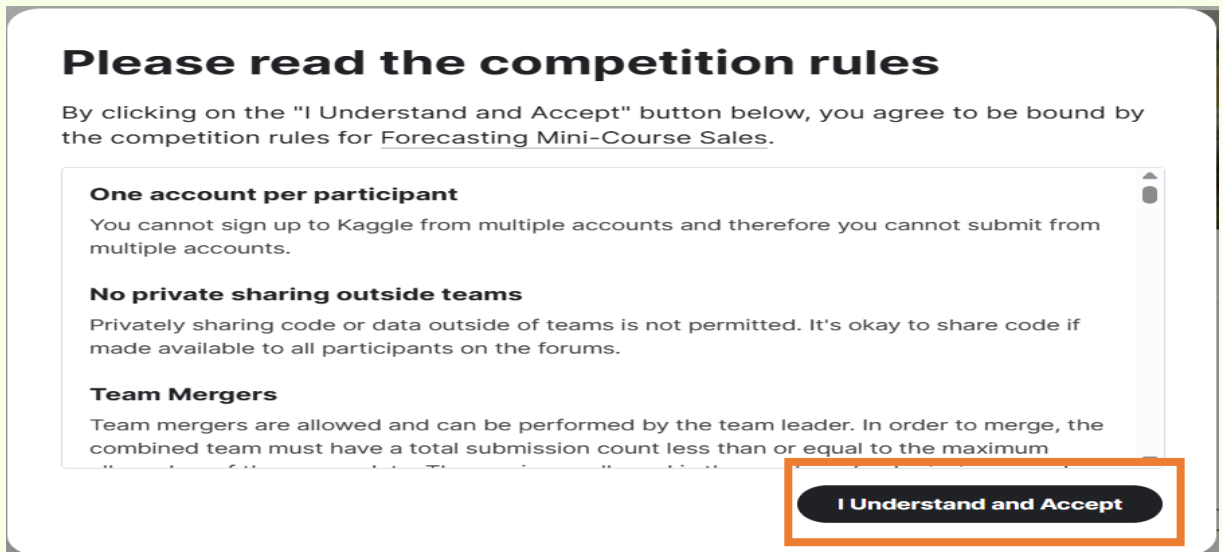 Please read the competition rules
By clicking on the "I Understand and Accept" button below, you agree to be bound by
the competition rules for Forecasting Mini-Course Sales.
One account per participant
You cannot sign up to Kaggle from multiple accounts and therefore you cannot submit from
multiple accounts.
No private sharing outside teams
Privately sharing code or data outside of teams is not permitted. It's okay to share code if
made available to all participants on the forums.
Team Mergers
Team mergers are allowed and can be performed by the team leader. In order to merge, the
combined team must have a total submission count less than or equal to the maximum
I Understand and Accept